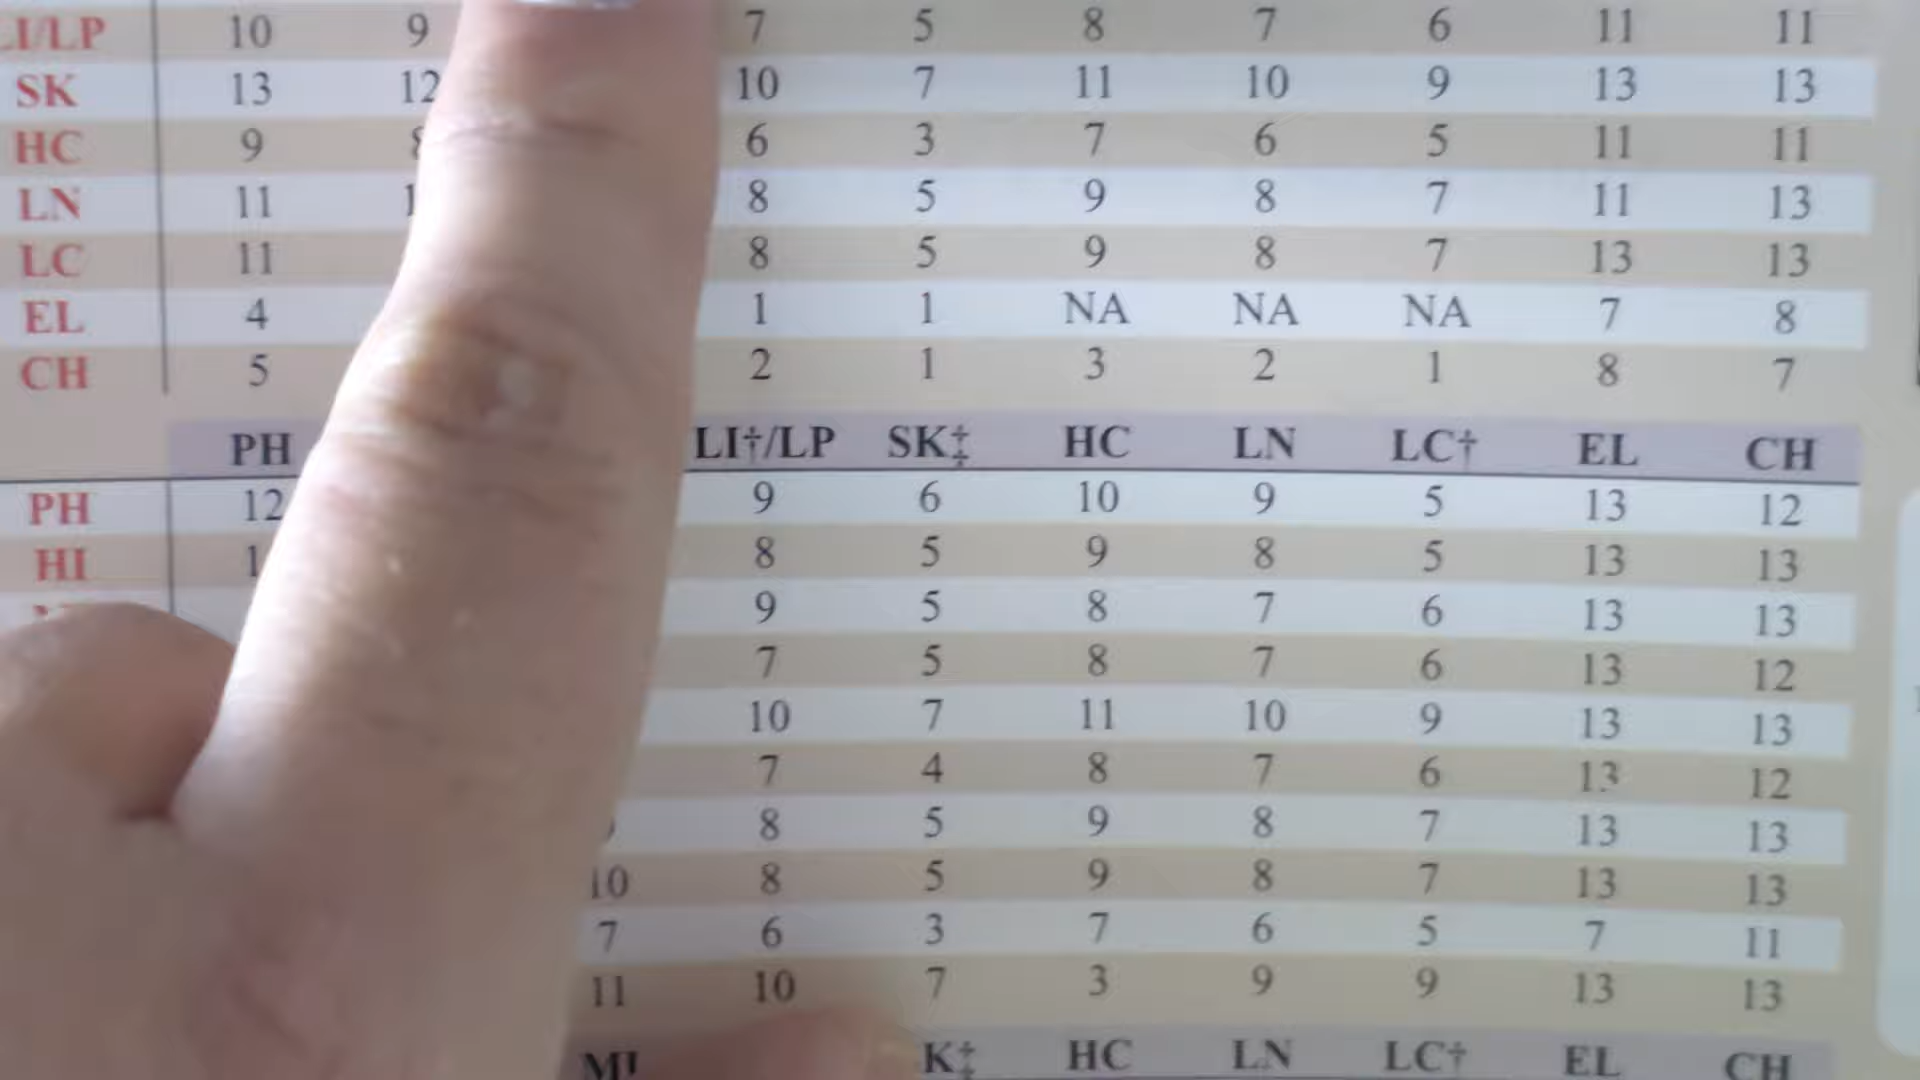 LI/LP 10 9 7 5 8 7 6 11 11
SK 13 12 10 7 11 10 9 13 13
HC 9 6 3 7 6 5 11 11
LN 11 8 5 9 8 7 11 13
LC 11 8 5 9 8 7 13 13
EL 4 1 1 NA NA NA 7 8
CH 5 2 1 3 2 1 8 7
PH LI†/LP SK‡ HC LN LC† EL CH
PH 12 9 6 10 9 5 13 12
HI 8 5 9 8 5 13 13
9 5 8 7 6 13 13
7 5 8 7 6 13 12
10 7 11 10 9 13 13
7 4 8 7 6 13 12
8 5 9 8 7 13 13
10 8 5 9 8 7 13 13
7 6 3 7 6 5 7 11
11 10 7 3 9 9 13 13
K‡ HC LN LC† EL CH